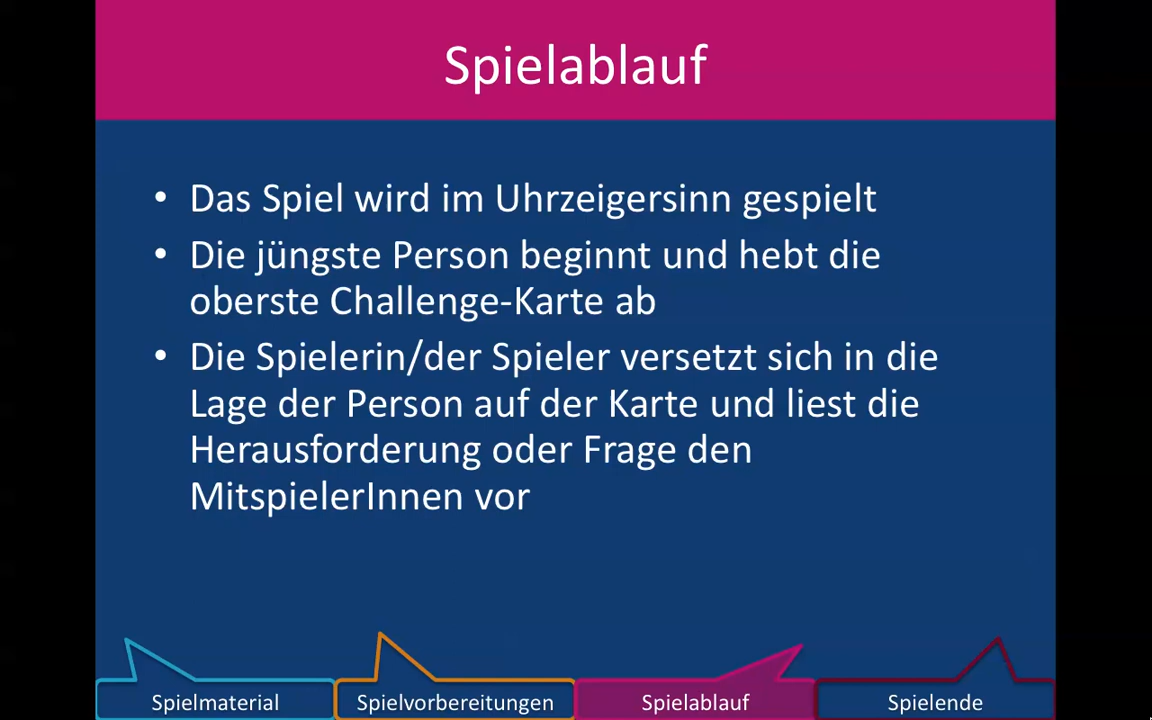 Spielablauf
• Das Spiel wird im Uhrzeigersinn gespielt
• Die jüngste Person beginnt und hebt die
oberste Challenge-Karte ab
• Die Spielerin/der Spieler versetzt sich in die
Lage der Person auf der Karte und liest die
Herausforderung oder Frage den
MitspielerInnen vor
Spielmaterial
Spielvorbereitungen
Spielablauf
Spielende